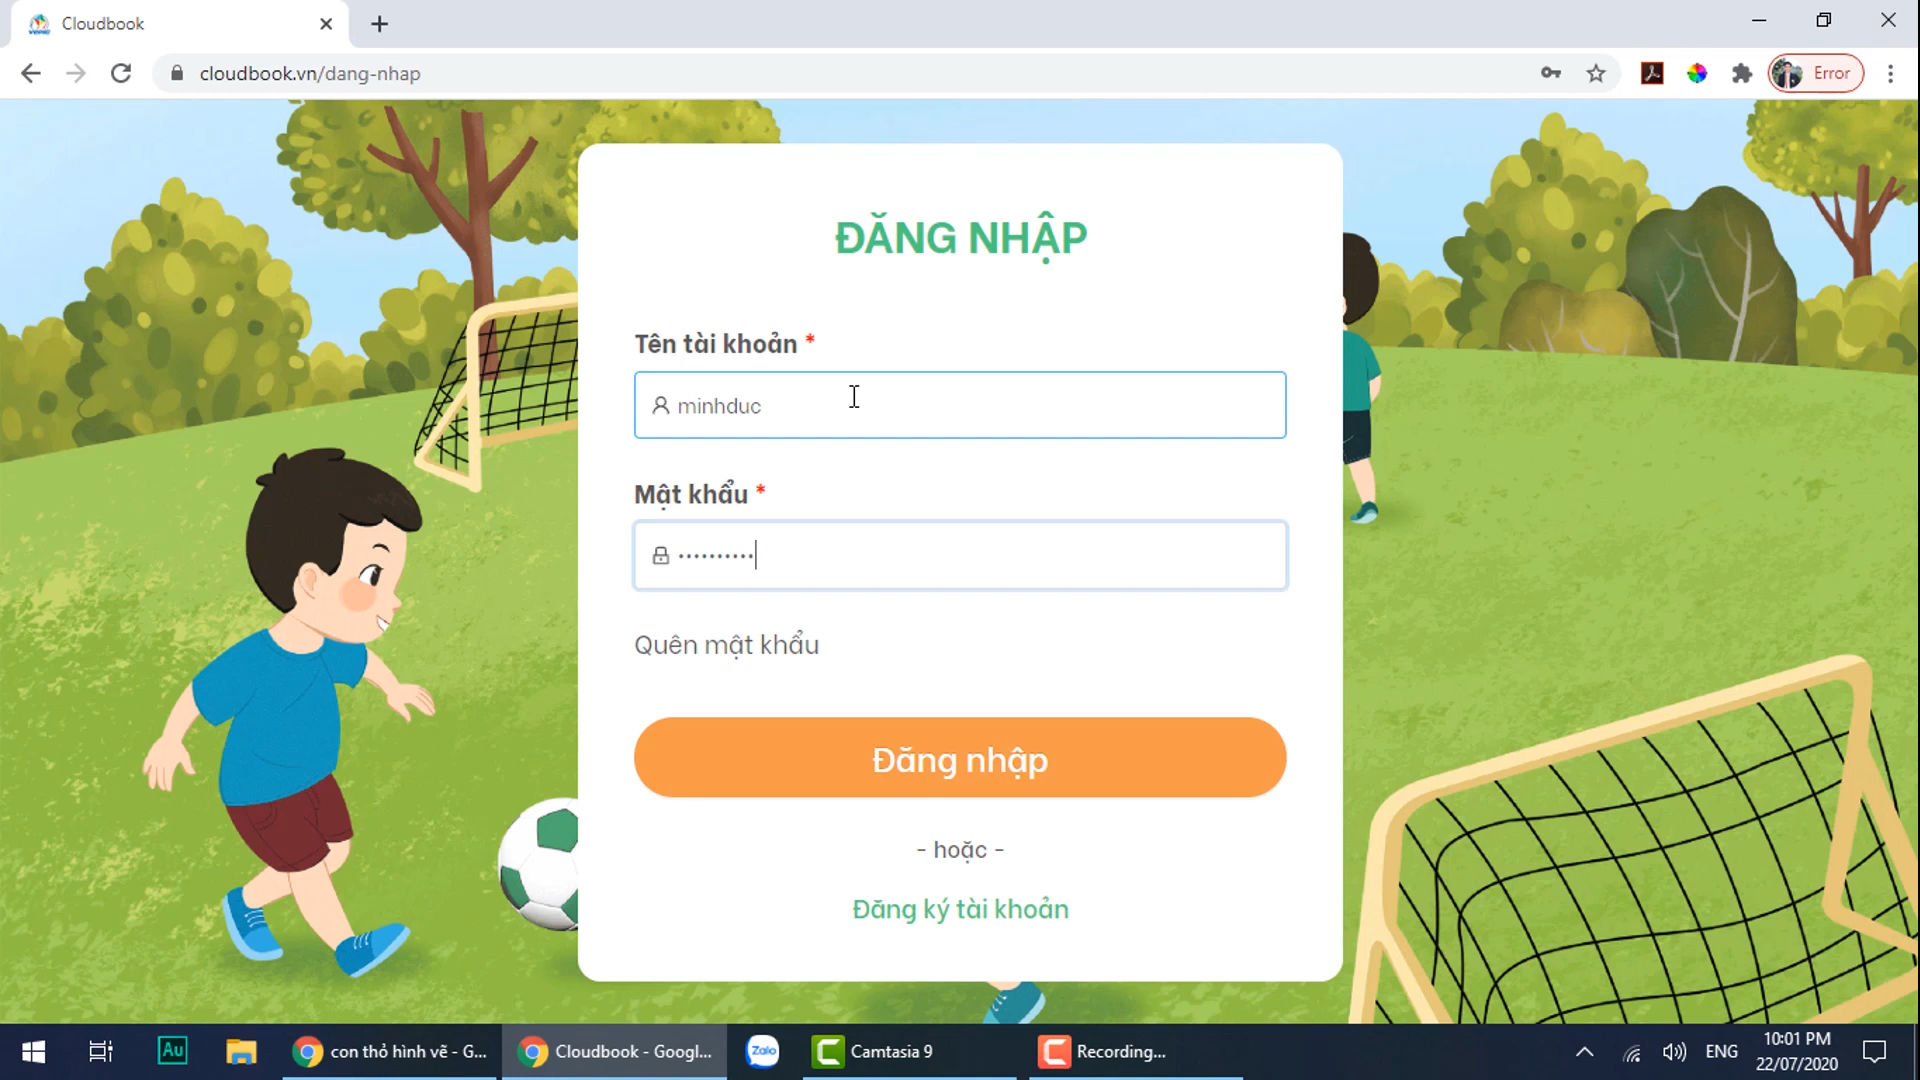 Cloudbook
cloudbook.vn/dang-nhap
Error
ĐĂNG NHẬP
Tên tài khoản *
minhduc
Mật khẩu *
••••••••••
Quên mật khẩu
Đăng nhập
- hoặc -
Đăng ký tài khoản
Au
con thỏ hình vẽ - G...
Cloudbook - Googl...
Zalo
Camtasia 9
Recording...
ENG
10:01 PM
22/07/2020